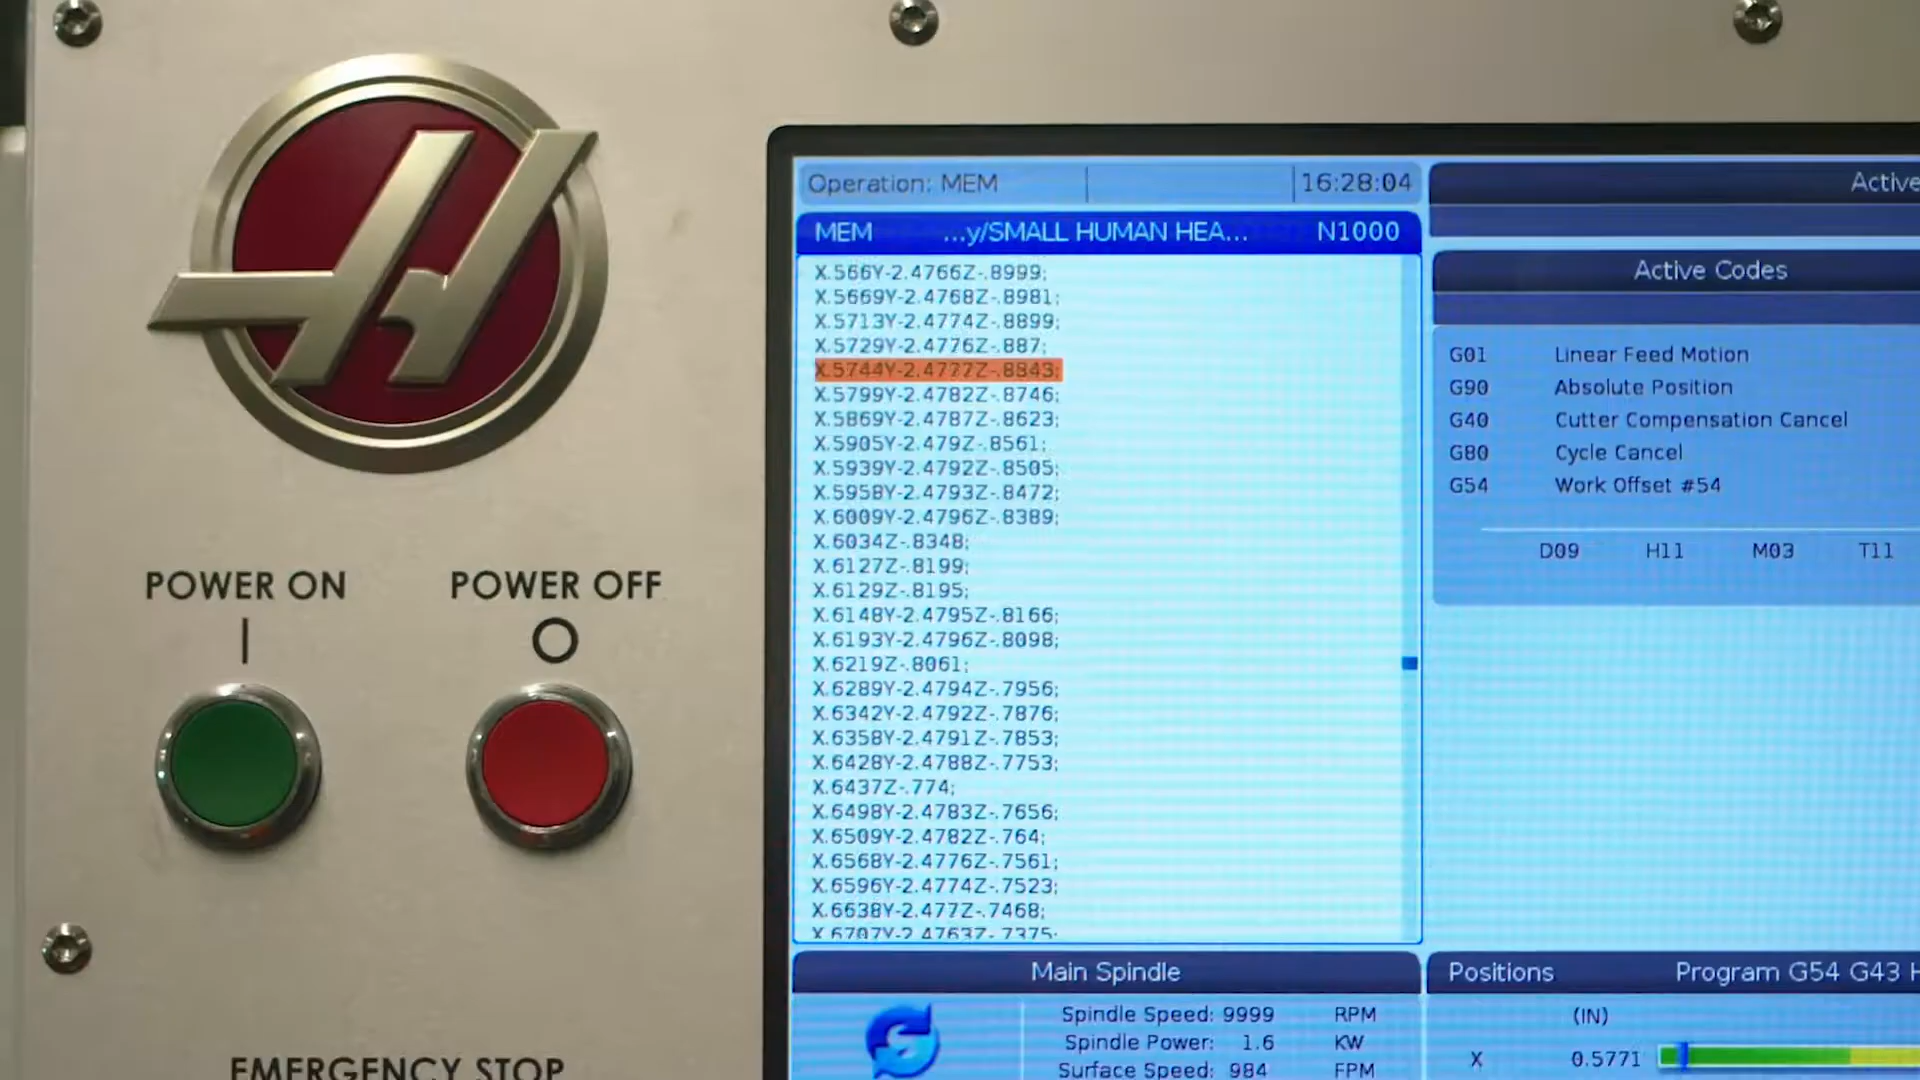 Operation: MEM 16:28:04
MEM ...y/SMALL HUMAN HEA... N1000
X.566Y-2.4766Z-.8999;
X.5669Y-2.4768Z-.8981;
X.5713Y-2.4774Z-.8899;
X.5729Y-2.4776Z-.887;
X.5744Y-2.4777Z-.8843;
X.5799Y-2.4782Z-.8746;
X.5869Y-2.4787Z-.8623;
X.5905Y-2.479Z-.8561;
X.5939Y-2.4792Z-.8505;
X.5958Y-2.4793Z-.8472;
X.6009Y-2.4796Z-.8389;
X.6034Z-.8348;
X.6127Z-.8199;
X.6129Z-.8195;
X.6148Y-2.4795Z-.8166;
X.6193Y-2.4796Z-.8098;
X.6219Z-.8061;
X.6289Y-2.4794Z-.7956;
X.6342Y-2.4792Z-.7876;
X.6358Y-2.4791Z-.7853;
X.6428Y-2.4788Z-.7753;
X.6437Z-.774;
X.6498Y-2.4783Z-.7656;
X.6509Y-2.4782Z-.764;
X.6568Y-2.4776Z-.7561;
X.6596Y-2.4774Z-.7523;
X.6638Y-2.477Z-.7468;
X.6707Y-2.4763Z-.7375;
Active
Active Codes
G01 Linear Feed Motion
G90 Absolute Position
G40 Cutter Compensation Cancel
G80 Cycle Cancel
G54 Work Offset #54
D09 H11 M03 T11
POWER ON
POWER OFF
EMERGENCY STOP
Main Spindle
Spindle Speed: 9999 RPM
Spindle Power: 1.6 KW
Surface Speed: 984 FPM
Positions Program G54 G43 H
(IN)
X 0.5771